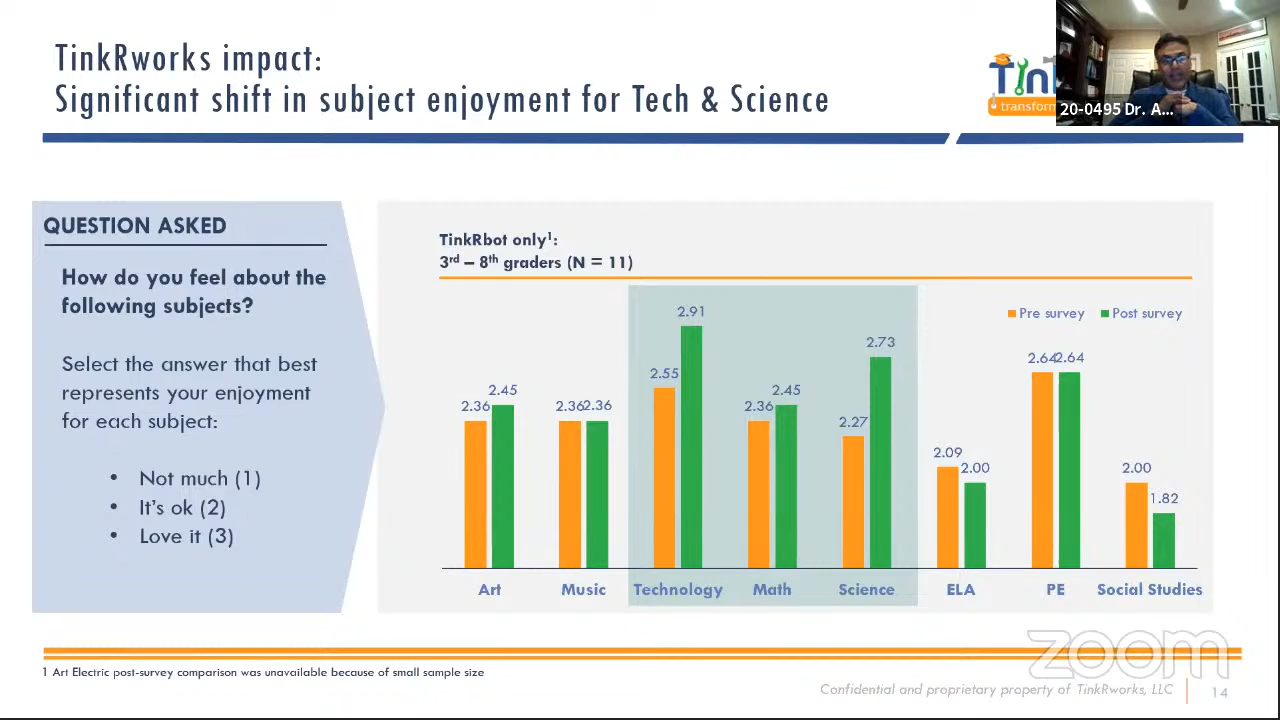 TinkRworks impact:
Significant shift in subject enjoyment for Tech & Science
transform
20-0495 Dr. A...
QUESTION ASKED
How do you feel about the
following subjects?
Select the answer that best
represents your enjoyment
for each subject:
• Not much (1)
• It's ok (2)
• Love it (3)
TinkRbot only¹:
3rd – 8th graders (N = 11)
Pre survey
Post survey
2.36
2.45
2.36
2.36
2.55
2.91
2.36
2.45
2.27
2.73
2.09
2.00
2.64
2.64
2.00
1.82
Art
Music
Technology
Math
Science
ELA
PE
Social Studies
zoom
1 Art Electric post-survey comparison was unavailable because of small sample size
Confidential and proprietary property of TinkRworks, LLC
14